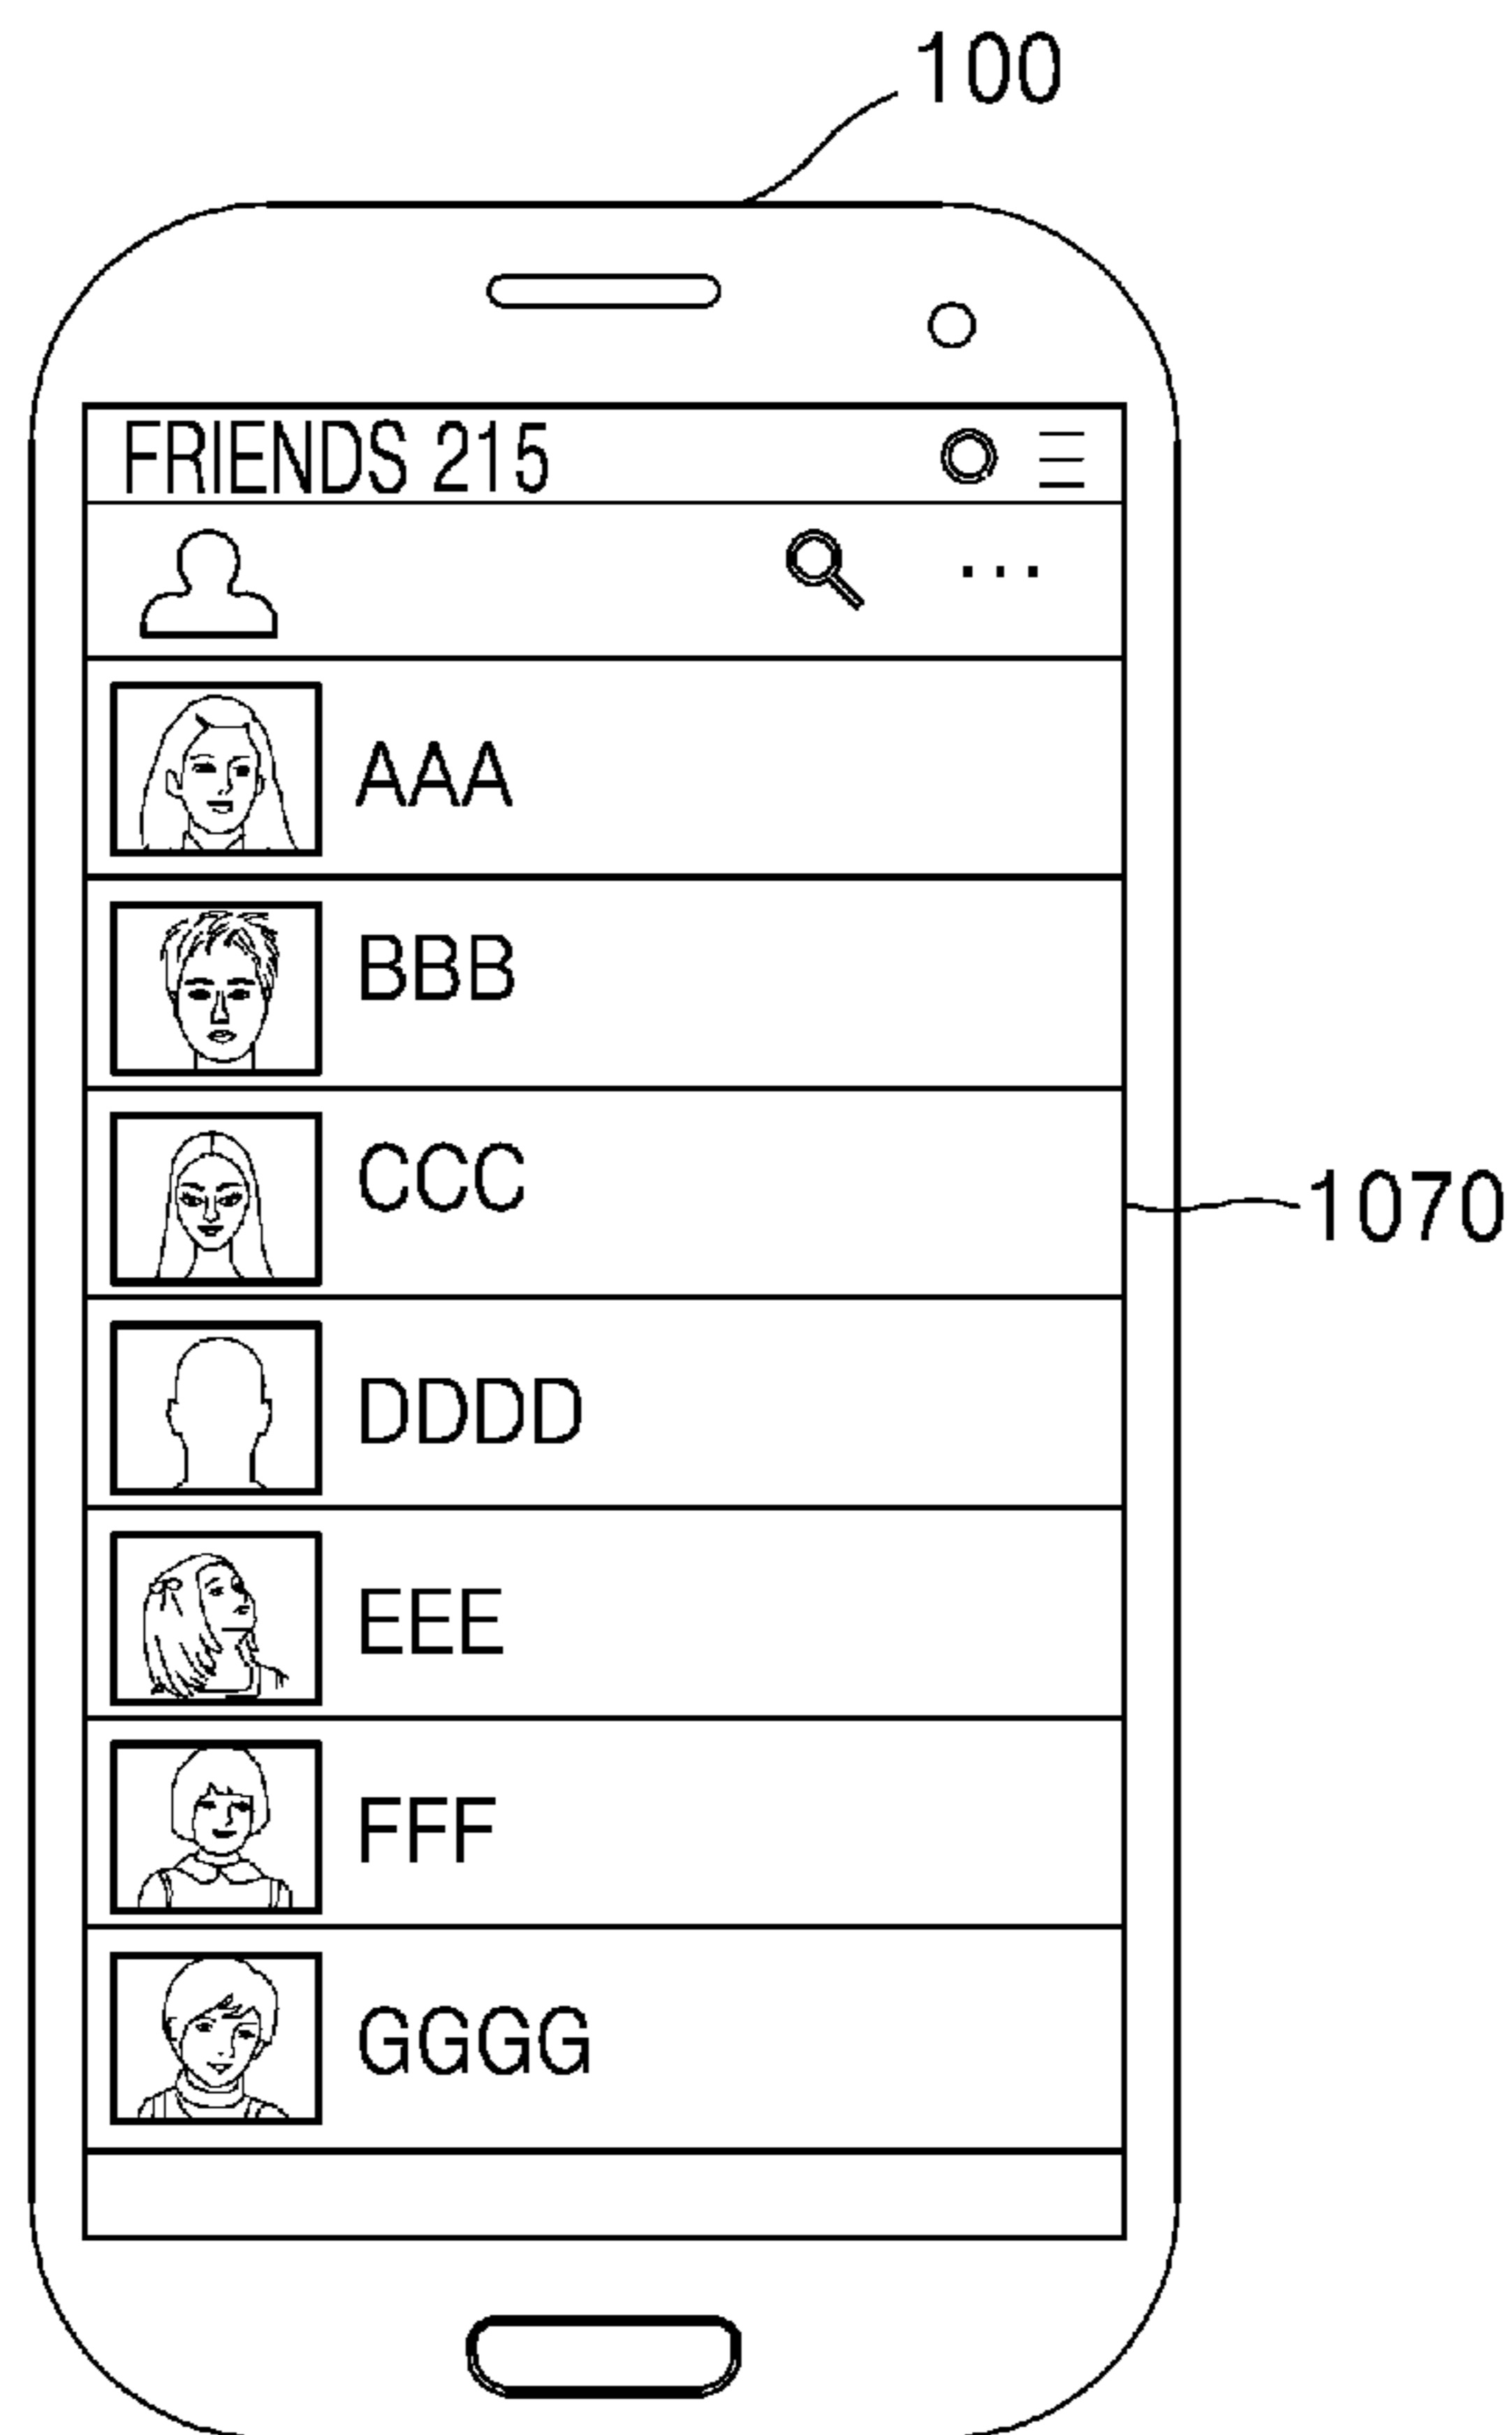 100
FRIENDS 215
...
AAA
BBB
CCC
1070
DDDD
EEE
FFF
GGGG